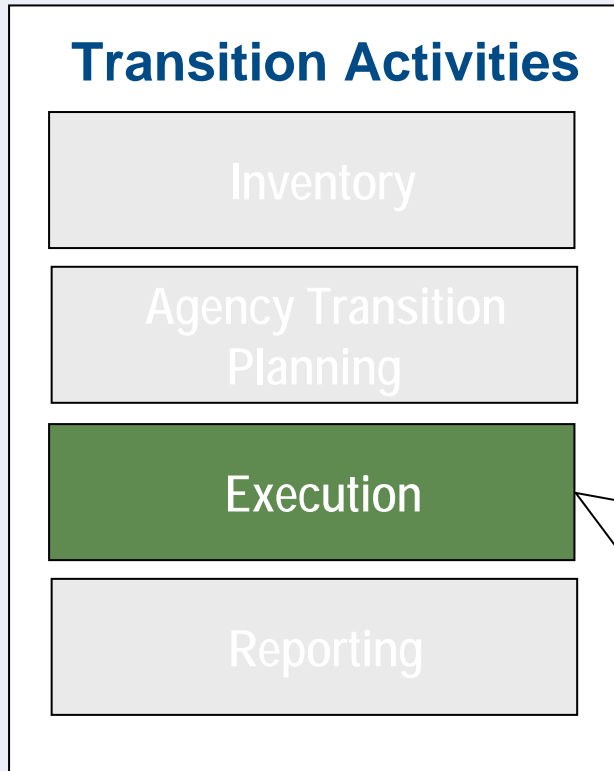 Transition Activities
Inventory
Agency Transition
Planning
Execution
Reporting